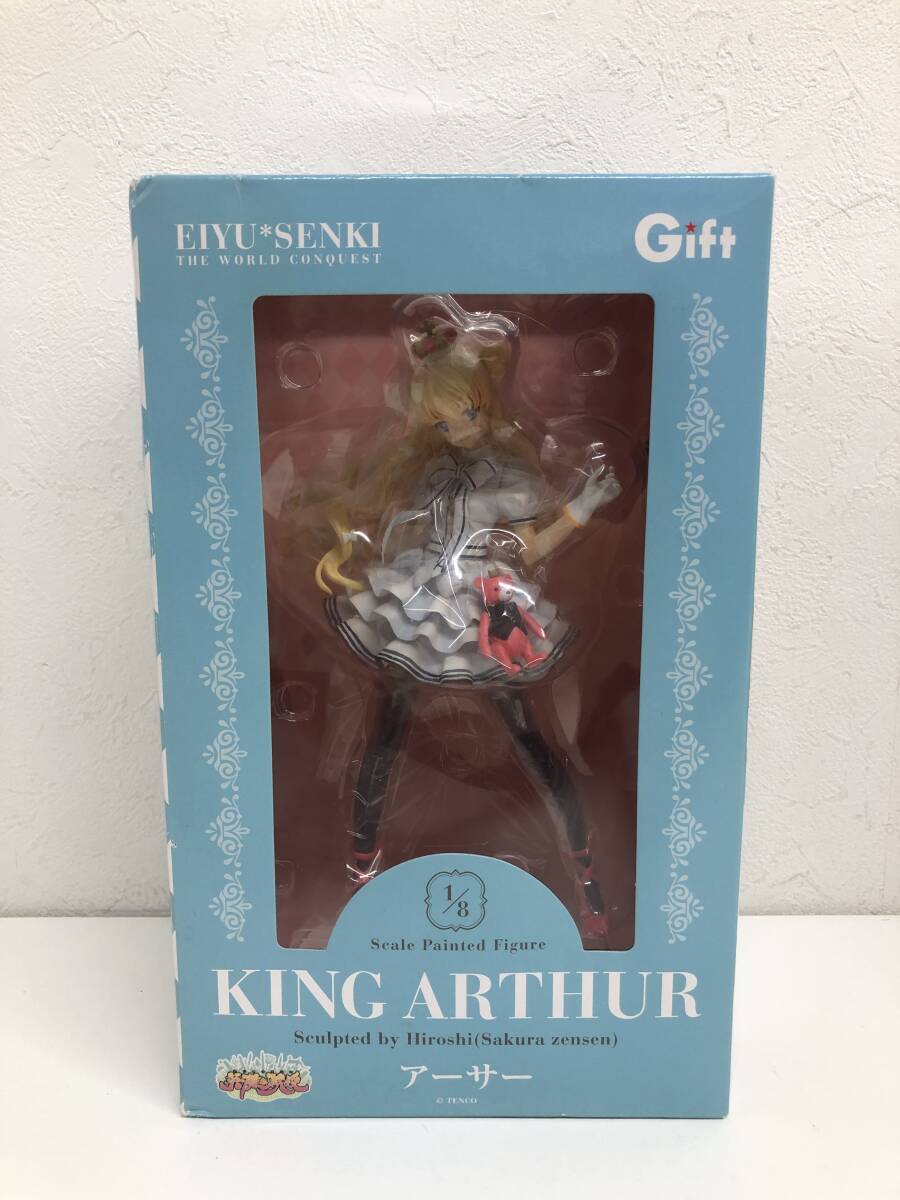 EIYU*SENKI
THE WORLD CONQUEST
Gift
1/8
Scale Painted Figure
KING ARTHUR
Sculpted by Hiroshi(Sakura zensen)
アーサー
© TENCO